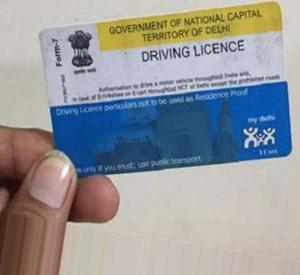 Form-7
GOVERNMENT OF NATIONAL CAPITAL
TERRITORY OF DELHI
DRIVING LICENCE
Authorisation to drive a motor vehicle throughout India and,
in case of E-rickshaw or E-cart throughout NCT of Delhi except the prohibited roads
Driving Licence particulars not to be used as Residence Proof
my delhi
I Care
e only if you must, use public transport